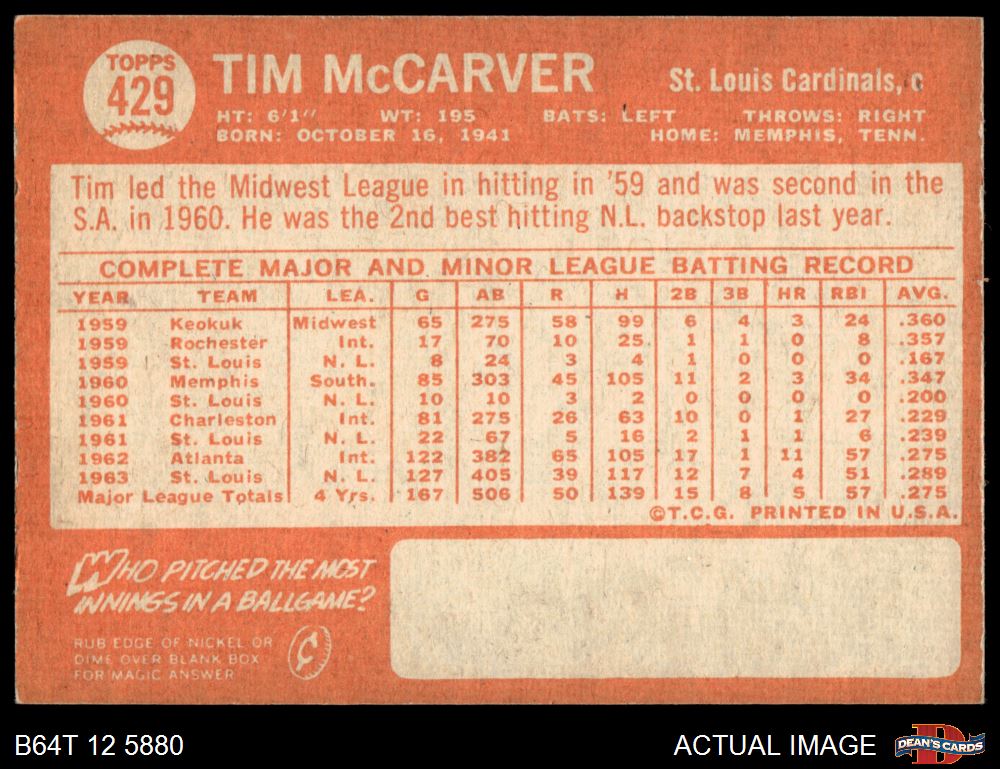 TOPPS
429
TIM McCARVER
St. Louis Cardinals, c
HT: 6'1" WT: 195 BATS: LEFT THROWS: RIGHT
BORN: OCTOBER 16, 1941 HOME: MEMPHIS, TENN.
Tim led the Midwest League in hitting in '59 and was second in the
S.A. in 1960. He was the 2nd best hitting N.L. backstop last year.
COMPLETE MAJOR AND MINOR LEAGUE BATTING RECORD
YEAR TEAM LEA. G AB R H 2B 3B HR RBI AVG.
1959 Keokuk Midwest 65 275 58 99 6 4 3 24 .360
1959 Rochester Int. 17 70 10 25 1 1 0 8 .357
1959 St. Louis N. L. 8 24 3 4 1 0 0 0 .167
1960 Memphis South. 85 303 45 105 11 2 3 34 .347
1960 St. Louis N. L. 10 10 3 2 0 0 0 0 .200
1961 Charleston Int. 81 275 26 63 10 0 1 27 .229
1961 St. Louis N. L. 22 67 5 16 2 1 1 6 .239
1962 Atlanta Int. 122 382 65 105 17 1 11 57 .275
1963 St. Louis N. L. 127 405 39 117 12 7 4 51 .289
Major League Totals 4 Yrs. 167 506 50 139 15 8 5 57 .275
©T.C.G. PRINTED IN U.S.A.
WHO PITCHED THE MOST
INNINGS IN A BALLGAME?
RUB EDGE OF NICKEL OR
DIME OVER BLANK BOX
FOR MAGIC ANSWER
¢
B64T 12 5880
ACTUAL IMAGE
DEAN'S CARDS